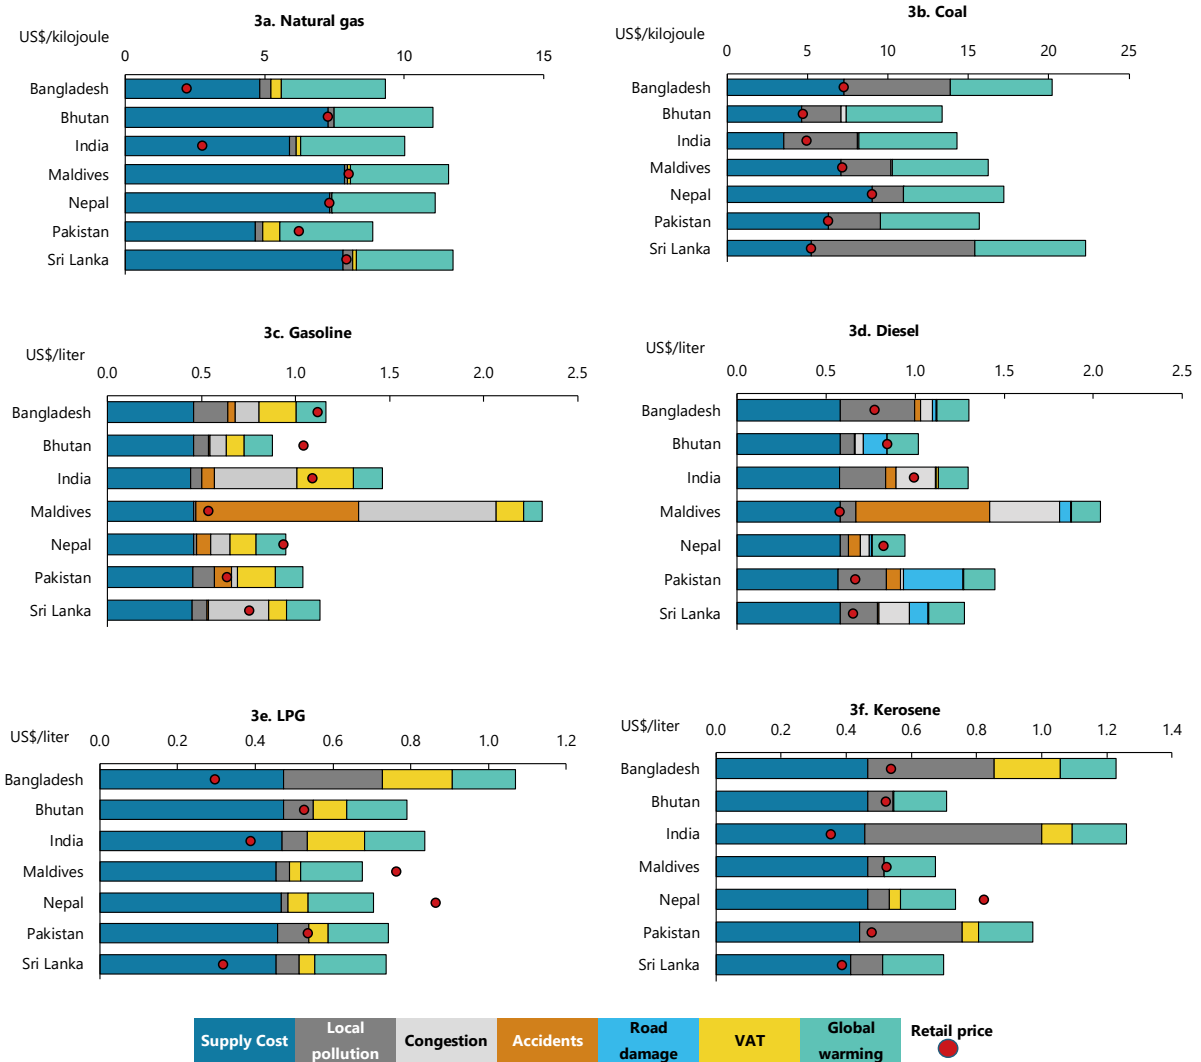 3a. Natural gas
US$/kilojoule
0 5 10 15
Bangladesh
Bhutan
India
Maldives
Nepal
Pakistan
Sri Lanka
3b. Coal
US$/kilojoule
0 5 10 15 20 25
Bangladesh
Bhutan
India
Maldives
Nepal
Pakistan
Sri Lanka
3c. Gasoline
US$/liter
0.0 0.5 1.0 1.5 2.0 2.5
Bangladesh
Bhutan
India
Maldives
Nepal
Pakistan
Sri Lanka
3d. Diesel
US$/liter
0.0 0.5 1.0 1.5 2.0 2.5
Bangladesh
Bhutan
India
Maldives
Nepal
Pakistan
Sri Lanka
3e. LPG
US$/liter
0.0 0.2 0.4 0.6 0.8 1.0 1.2
Bangladesh
Bhutan
India
Maldives
Nepal
Pakistan
Sri Lanka
3f. Kerosene
US$/liter
0.0 0.2 0.4 0.6 0.8 1.0 1.2 1.4
Bangladesh
Bhutan
India
Maldives
Nepal
Pakistan
Sri Lanka
Supply Cost
Local
pollution
Congestion
Accidents
Road
damage
VAT
Global
warming
Retail price